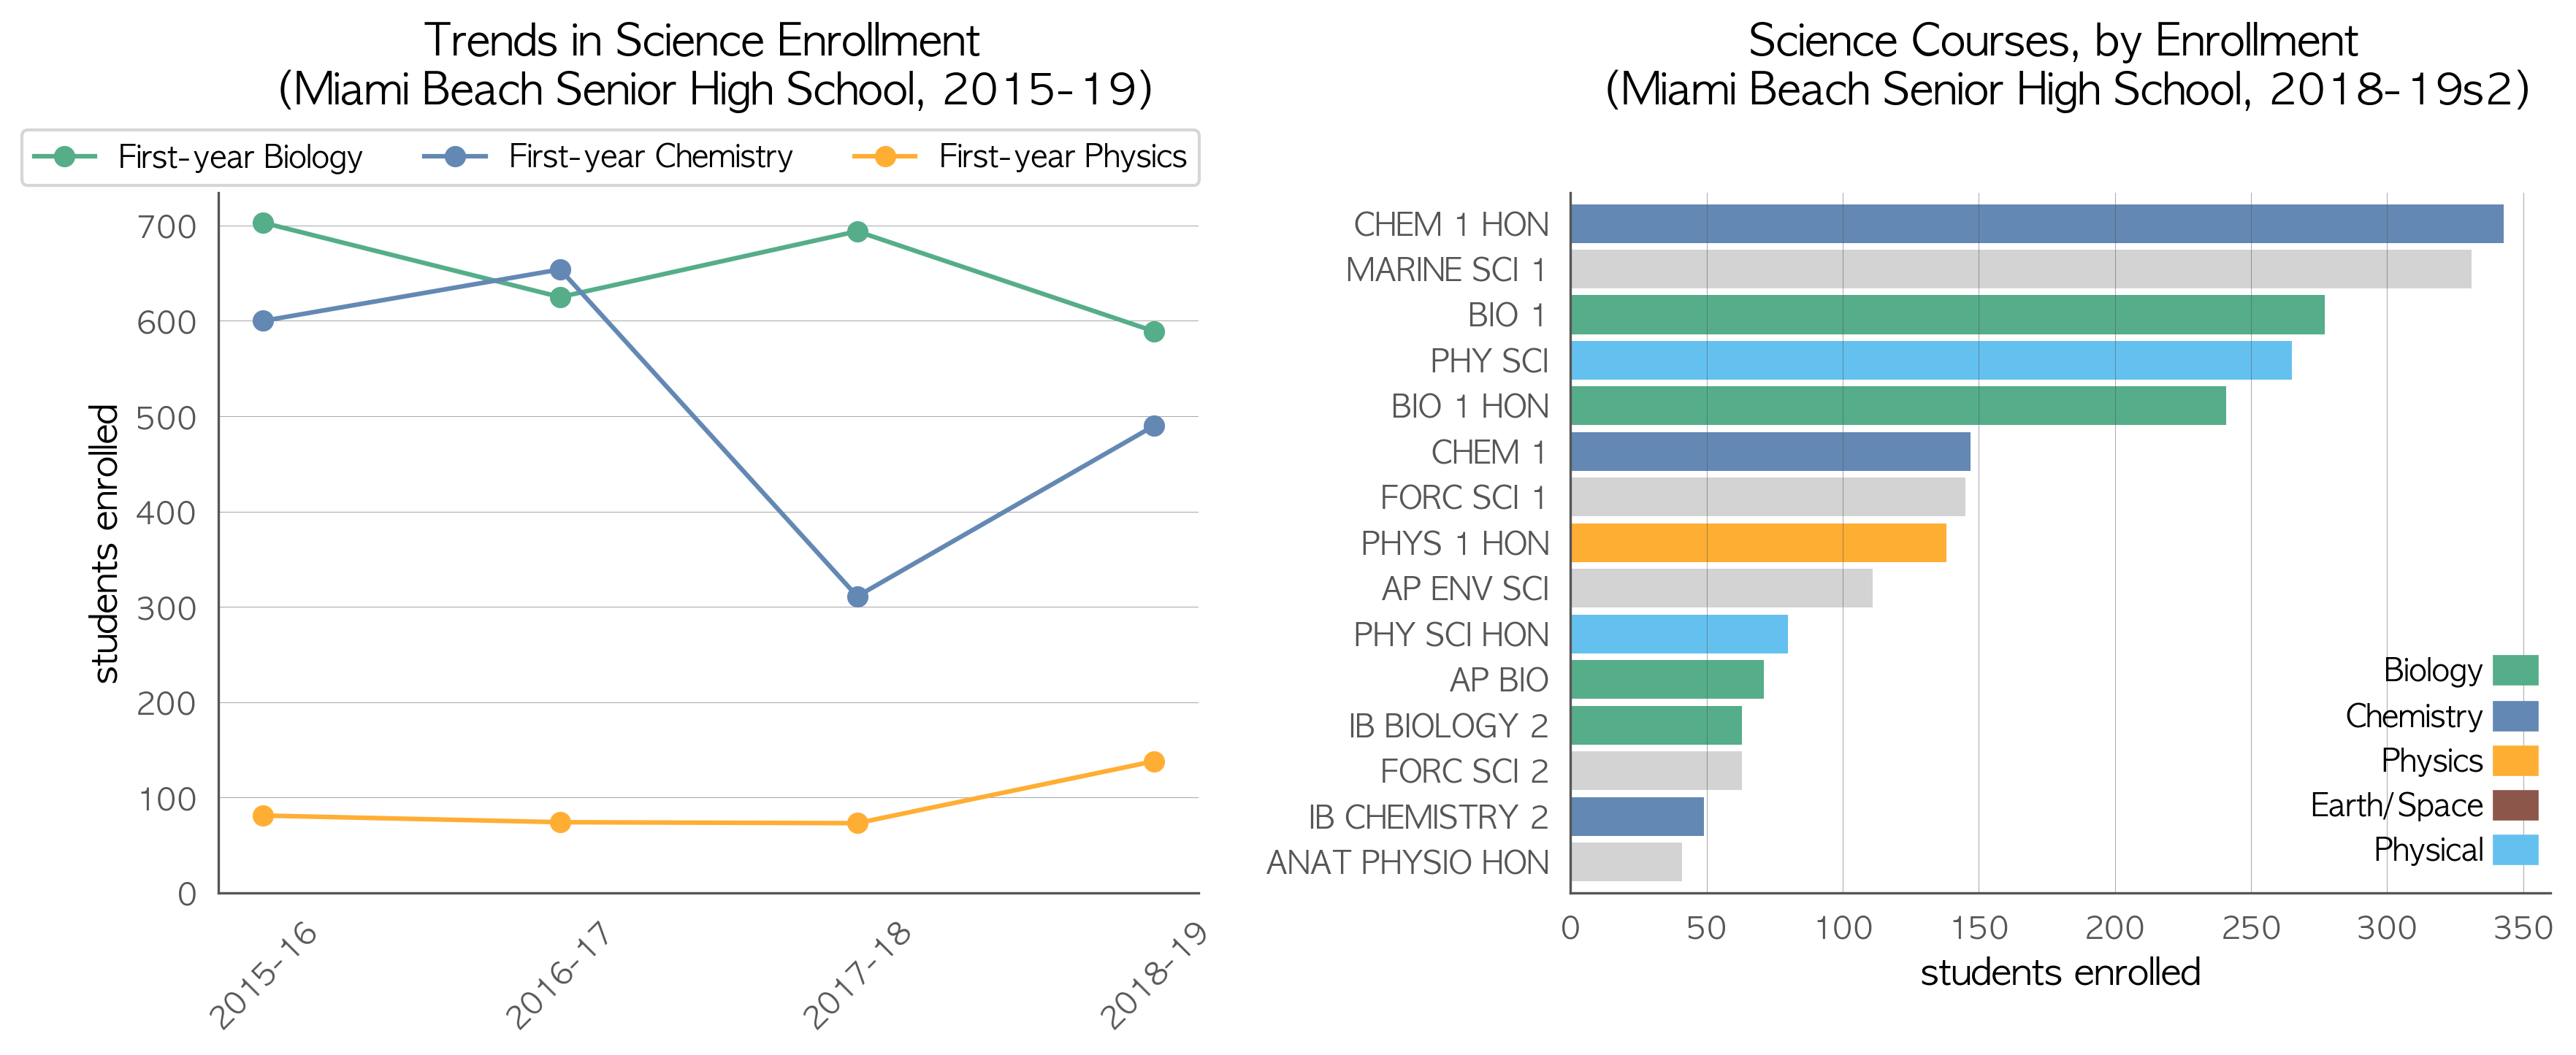 Trends in Science Enrollment
(Miami Beach Senior High School, 2015-19)
First-year Biology
First-year Chemistry
First-year Physics
700
600
500
400
300
200
100
0
students enrolled
2015-16
2016-17
2017-18
2018-19
Science Courses, by Enrollment
(Miami Beach Senior High School, 2018-19s2)
CHEM 1 HON
MARINE SCI 1
BIO 1
PHY SCI
BIO 1 HON
CHEM 1
FORC SCI 1
PHYS 1 HON
AP ENV SCI
PHY SCI HON
AP BIO
IB BIOLOGY 2
FORC SCI 2
IB CHEMISTRY 2
ANAT PHYSIO HON
Biology
Chemistry
Physics
Earth/Space
Physical
0 50 100 150 200 250 300 350
students enrolled